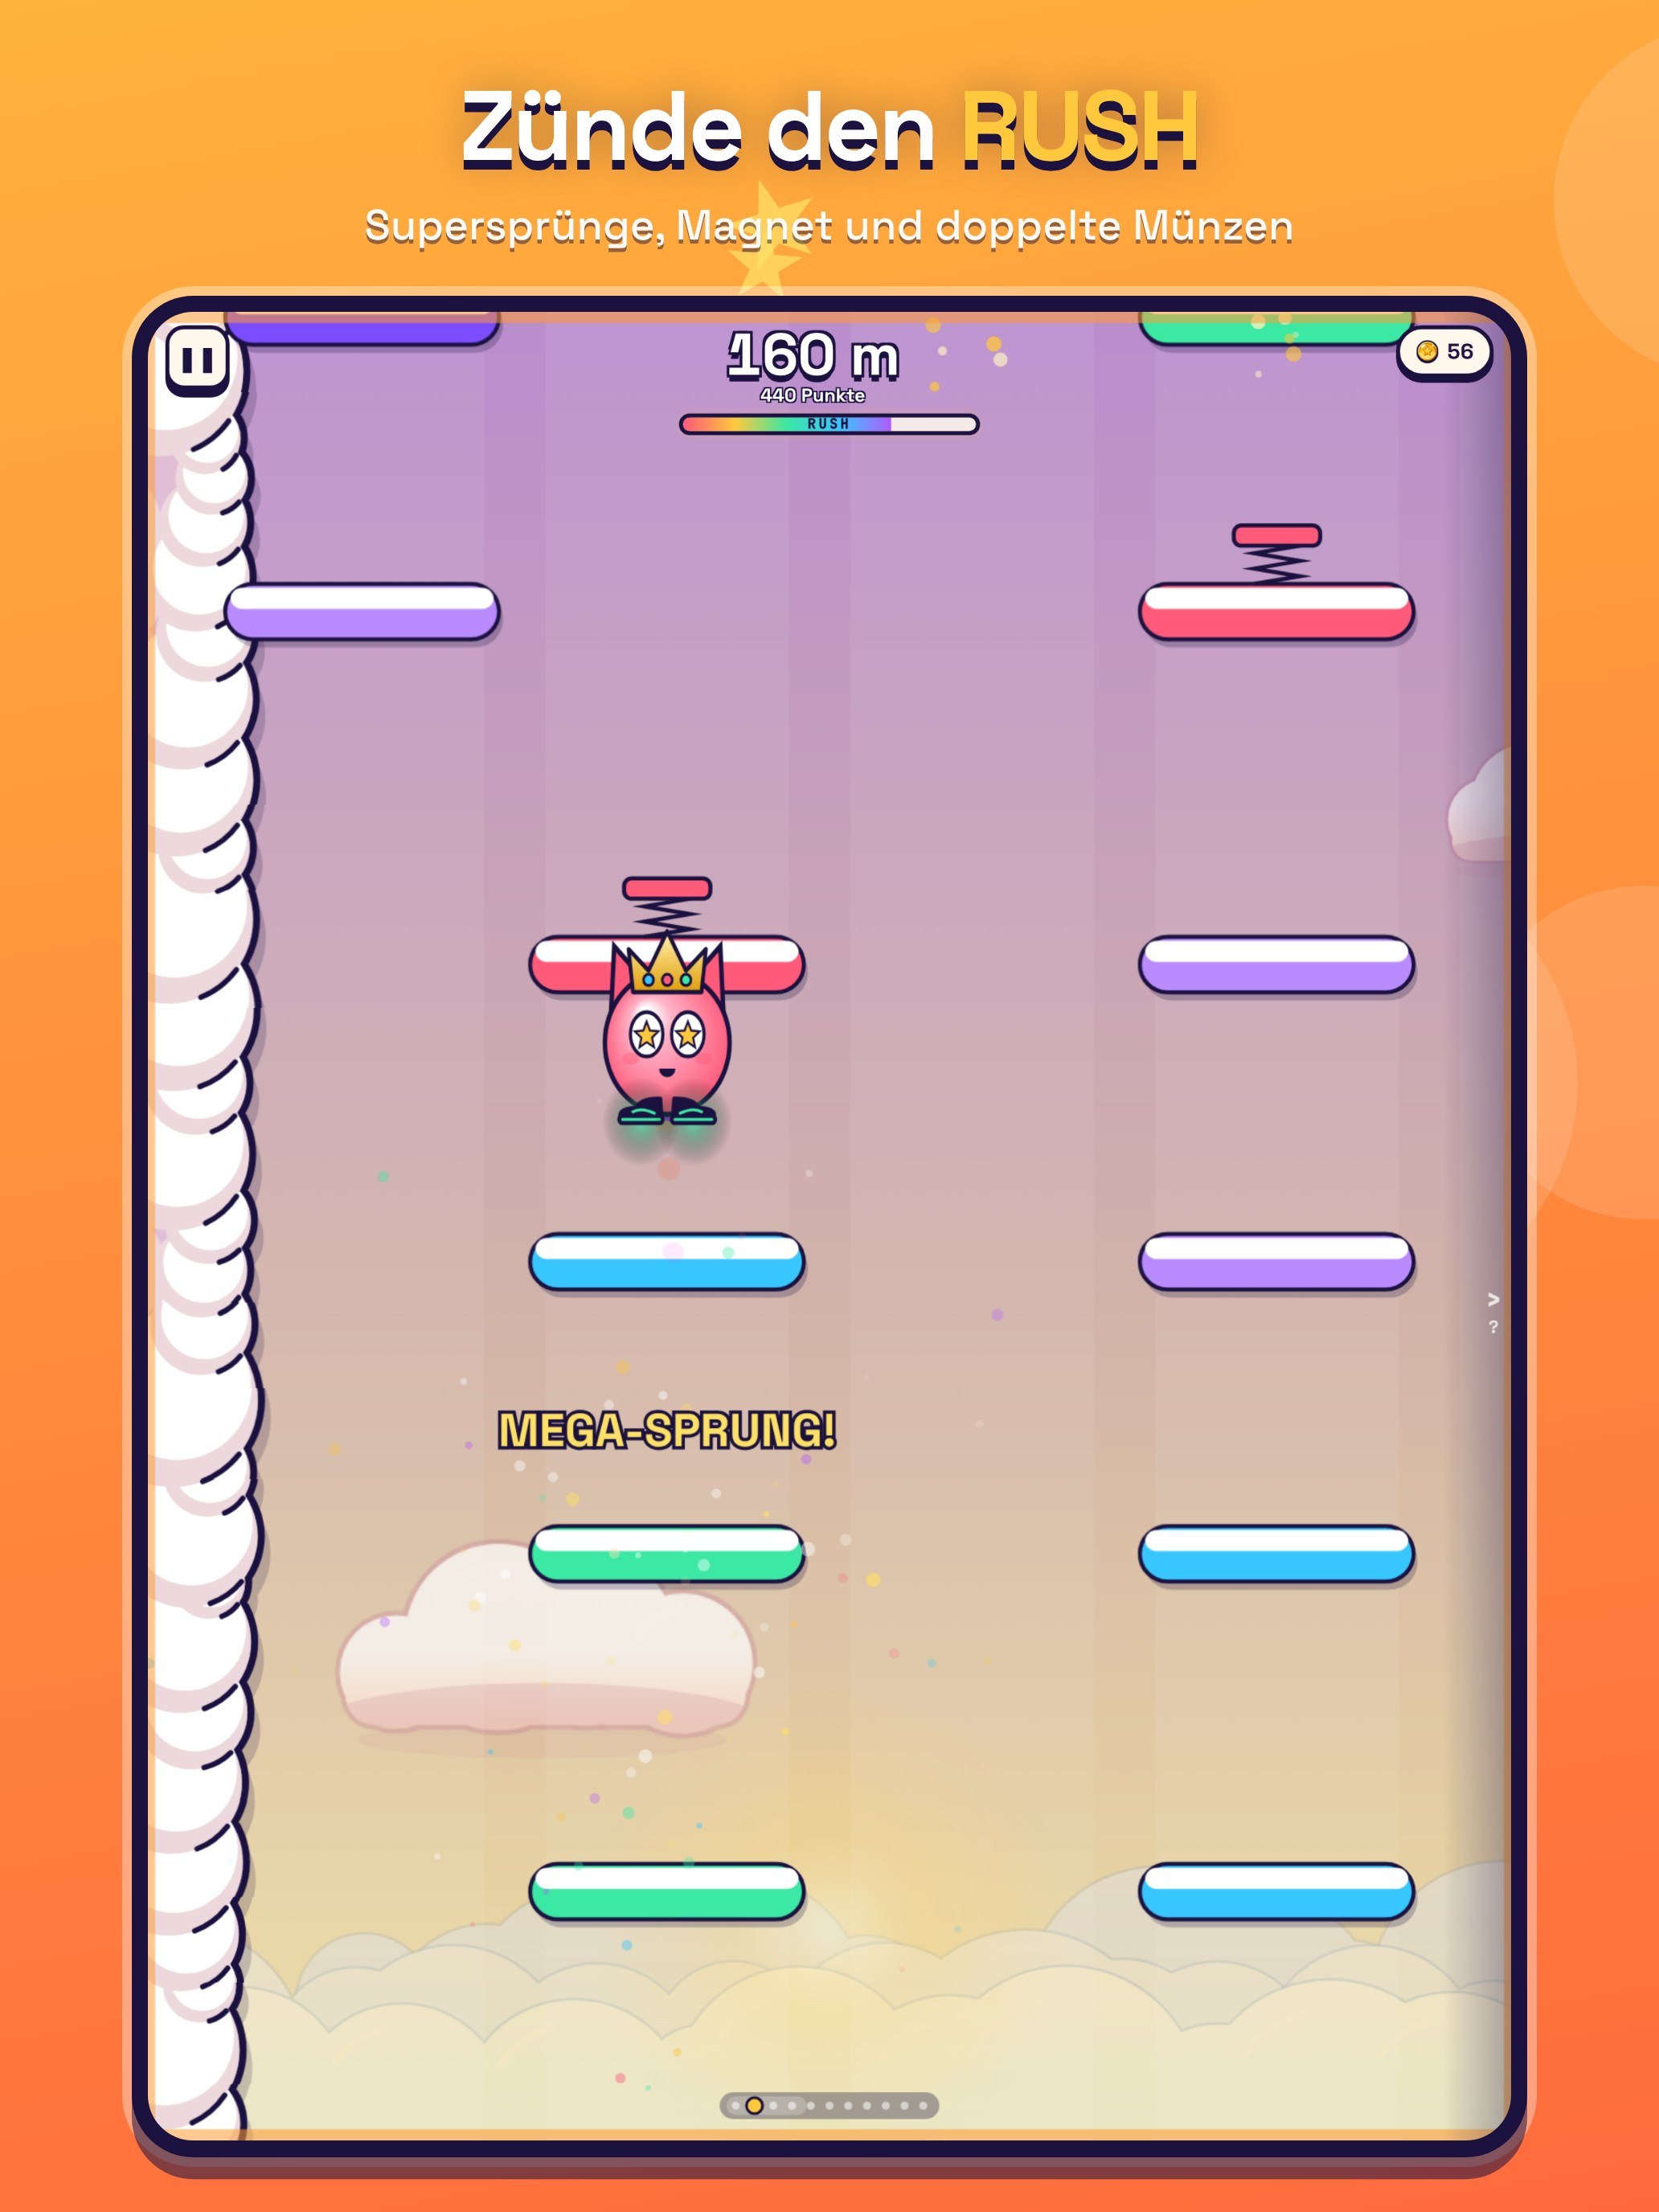 Zünde den RUSH
Supersprünge, Magnet und doppelte Münzen
160 m
56
440 Punkte
RUSH
>
?
MEGA-SPRUNG!